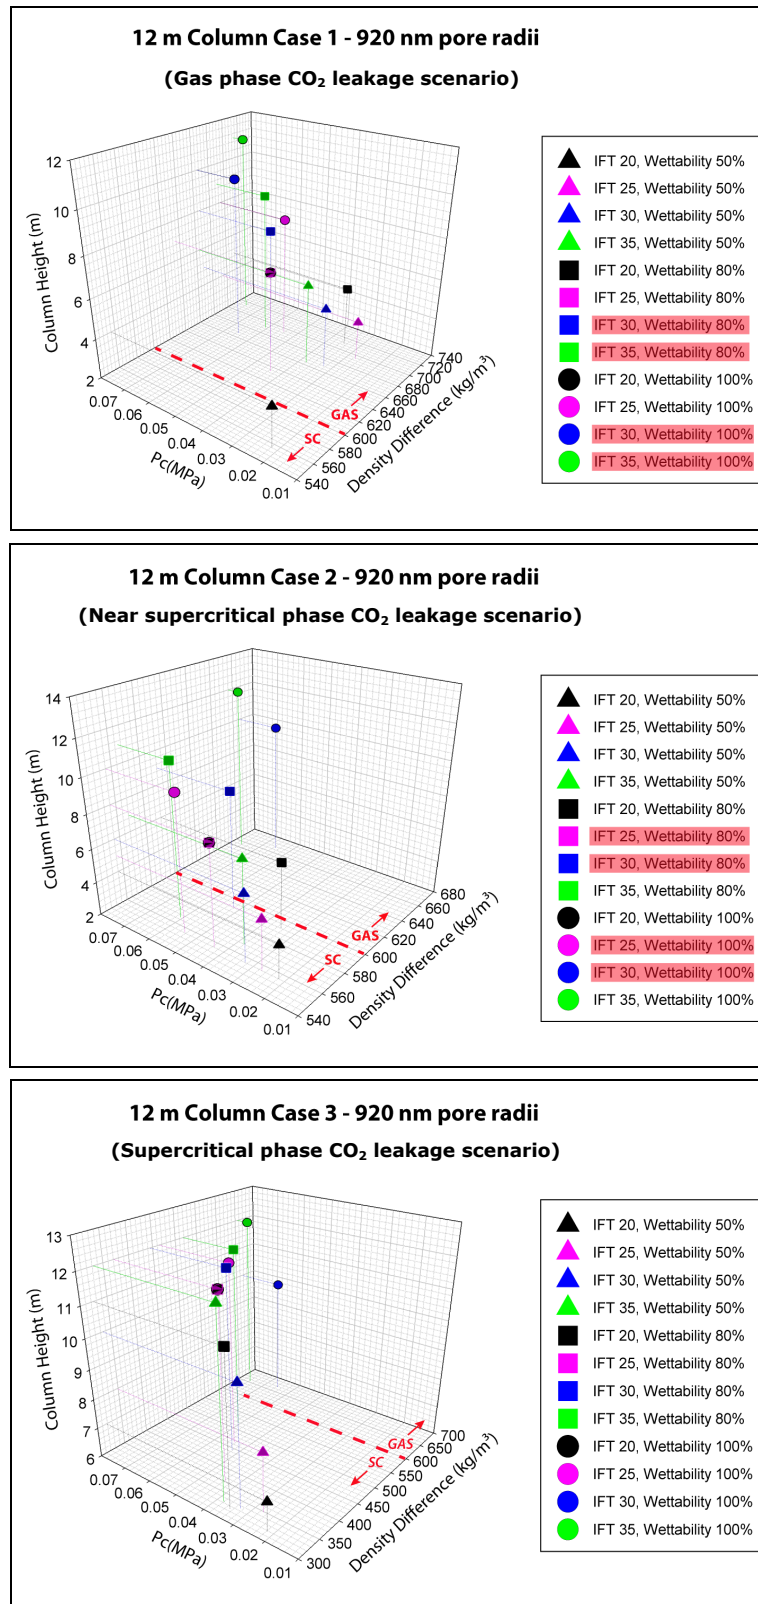 12 m Column Case 1 - 920 nm pore radii
(Gas phase CO₂ leakage scenario)
Column Height (m)
12
10
8
6
4
2
0.07
0.06
0.05
0.04
0.03
0.02
0.01
Pc(MPa)
540
560
580
600
620
640
660
680
700
720
740
Density Difference (kg/m³)
GAS
SC
IFT 20, Wettability 50%
IFT 25, Wettability 50%
IFT 30, Wettability 50%
IFT 35, Wettability 50%
IFT 20, Wettability 80%
IFT 25, Wettability 80%
IFT 30, Wettability 80%
IFT 35, Wettability 80%
IFT 20, Wettability 100%
IFT 25, Wettability 100%
IFT 30, Wettability 100%
IFT 35, Wettability 100%
12 m Column Case 2 - 920 nm pore radii
(Near supercritical phase CO₂ leakage scenario)
Column Height (m)
14
12
10
8
6
4
2
0.07
0.06
0.05
0.04
0.03
0.02
0.01
Pc(MPa)
540
560
580
600
620
640
660
680
Density Difference (kg/m³)
GAS
SC
IFT 20, Wettability 50%
IFT 25, Wettability 50%
IFT 30, Wettability 50%
IFT 35, Wettability 50%
IFT 20, Wettability 80%
IFT 25, Wettability 80%
IFT 30, Wettability 80%
IFT 35, Wettability 80%
IFT 20, Wettability 100%
IFT 25, Wettability 100%
IFT 30, Wettability 100%
IFT 35, Wettability 100%
12 m Column Case 3 - 920 nm pore radii
(Supercritical phase CO₂ leakage scenario)
Column Height (m)
13
12
11
10
9
8
7
6
0.07
0.06
0.05
0.04
0.03
0.02
0.01
Pc(MPa)
300
350
400
450
500
550
600
650
700
Density Difference (kg/m³)
GAS
SC
IFT 20, Wettability 50%
IFT 25, Wettability 50%
IFT 30, Wettability 50%
IFT 35, Wettability 50%
IFT 20, Wettability 80%
IFT 25, Wettability 80%
IFT 30, Wettability 80%
IFT 35, Wettability 80%
IFT 20, Wettability 100%
IFT 25, Wettability 100%
IFT 30, Wettability 100%
IFT 35, Wettability 100%